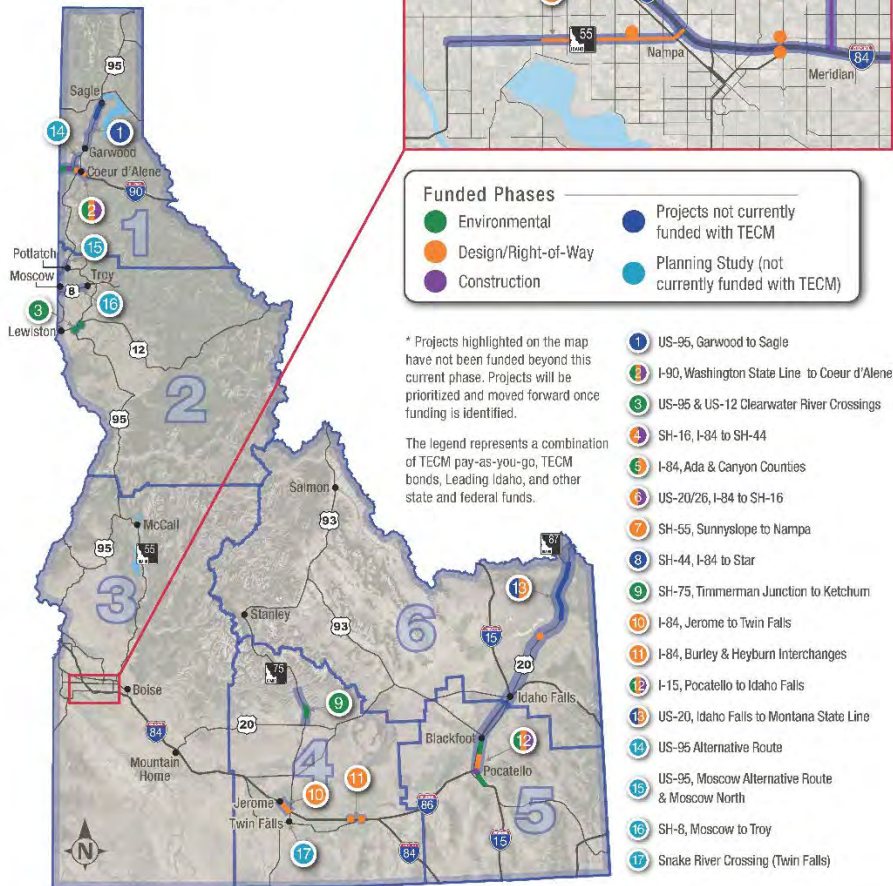 55
IDAHO
Nampa
84
Meridian
95
Sagle
14
1
Garwood
Coeur d'Alene
90
2
1
Potlatch
15
Moscow
Troy
8
16
3
Lewiston
12
2
95
Funded Phases
Environmental
Design/Right-of-Way
Construction
Projects not currently
funded with TECM
Planning Study (not
currently funded with TECM)
* Projects highlighted on the map
have not been funded beyond this
current phase. Projects will be
prioritized and moved forward once
funding is identified.
The legend represents a combination
of TECM pay-as-you-go, TECM
bonds, Leading Idaho, and other
state and federal funds.
1 US-95, Garwood to Sagle
2 I-90, Washington State Line to Coeur d'Alene
3 US-95 & US-12 Clearwater River Crossings
4 SH-16, I-84 to SH-44
5 I-84, Ada & Canyon Counties
6 US-20/26, I-84 to SH-16
7 SH-55, Sunnyslope to Nampa
8 SH-44, I-84 to Star
9 SH-75, Timmerman Junction to Ketchum
10 I-84, Jerome to Twin Falls
11 I-84, Burley & Heyburn Interchanges
12 I-15, Pocatello to Idaho Falls
13 US-20, Idaho Falls to Montana State Line
14 US-95 Alternative Route
15 US-95, Moscow Alternative Route
& Moscow North
16 SH-8, Moscow to Troy
17 Snake River Crossing (Twin Falls)
Salmon
93
McCall
95
55
87
3
13
Stanley
93
6
15
75
20
Boise
9
20
Idaho Falls
84
Blackfoot
12
Mountain
Home
4
11
Pocatello
10
Jerome
86
5
Twin Falls
15
N
17
84